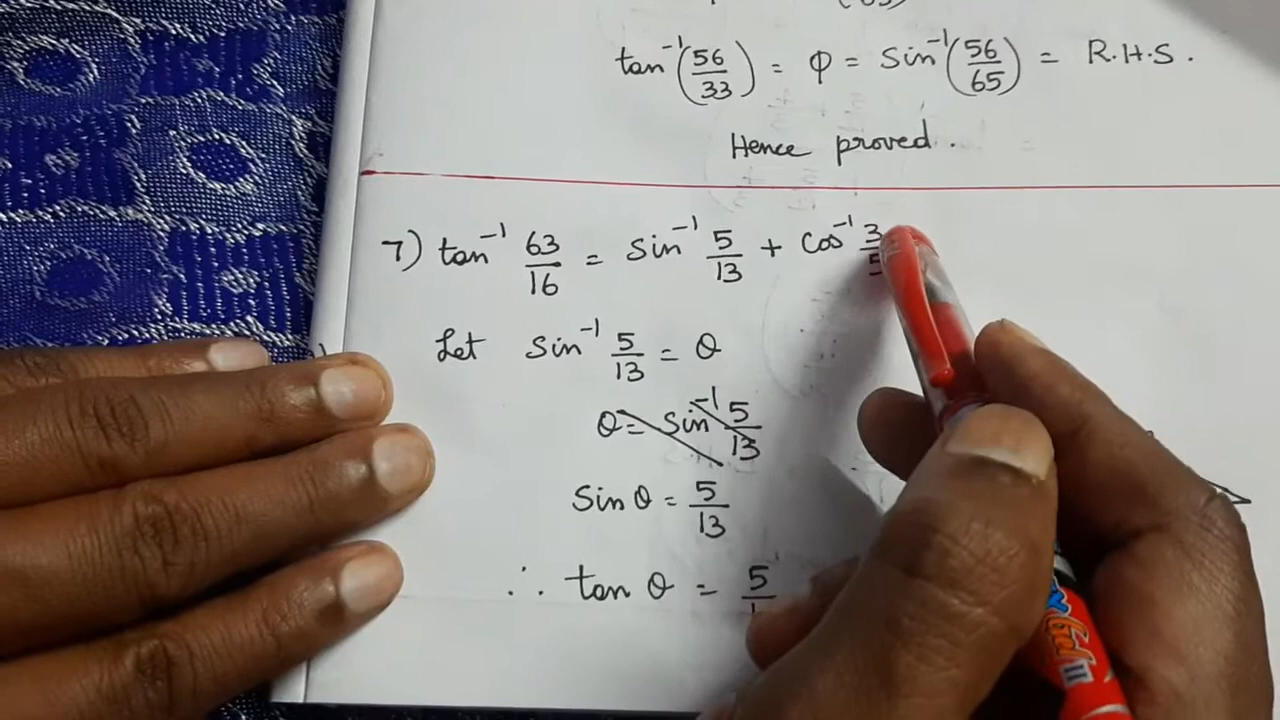 tan⁻¹(56/33) = φ = sin⁻¹(56/65) = R.H.S.
Hence proved.
7) tan⁻¹ 63/16 = sin⁻¹ 5/13 + cos⁻¹ 3/5
Let sin⁻¹ 5/13 = θ
θ = sin⁻¹ 5/13
sin θ = 5/13
∴ tan θ = 5/